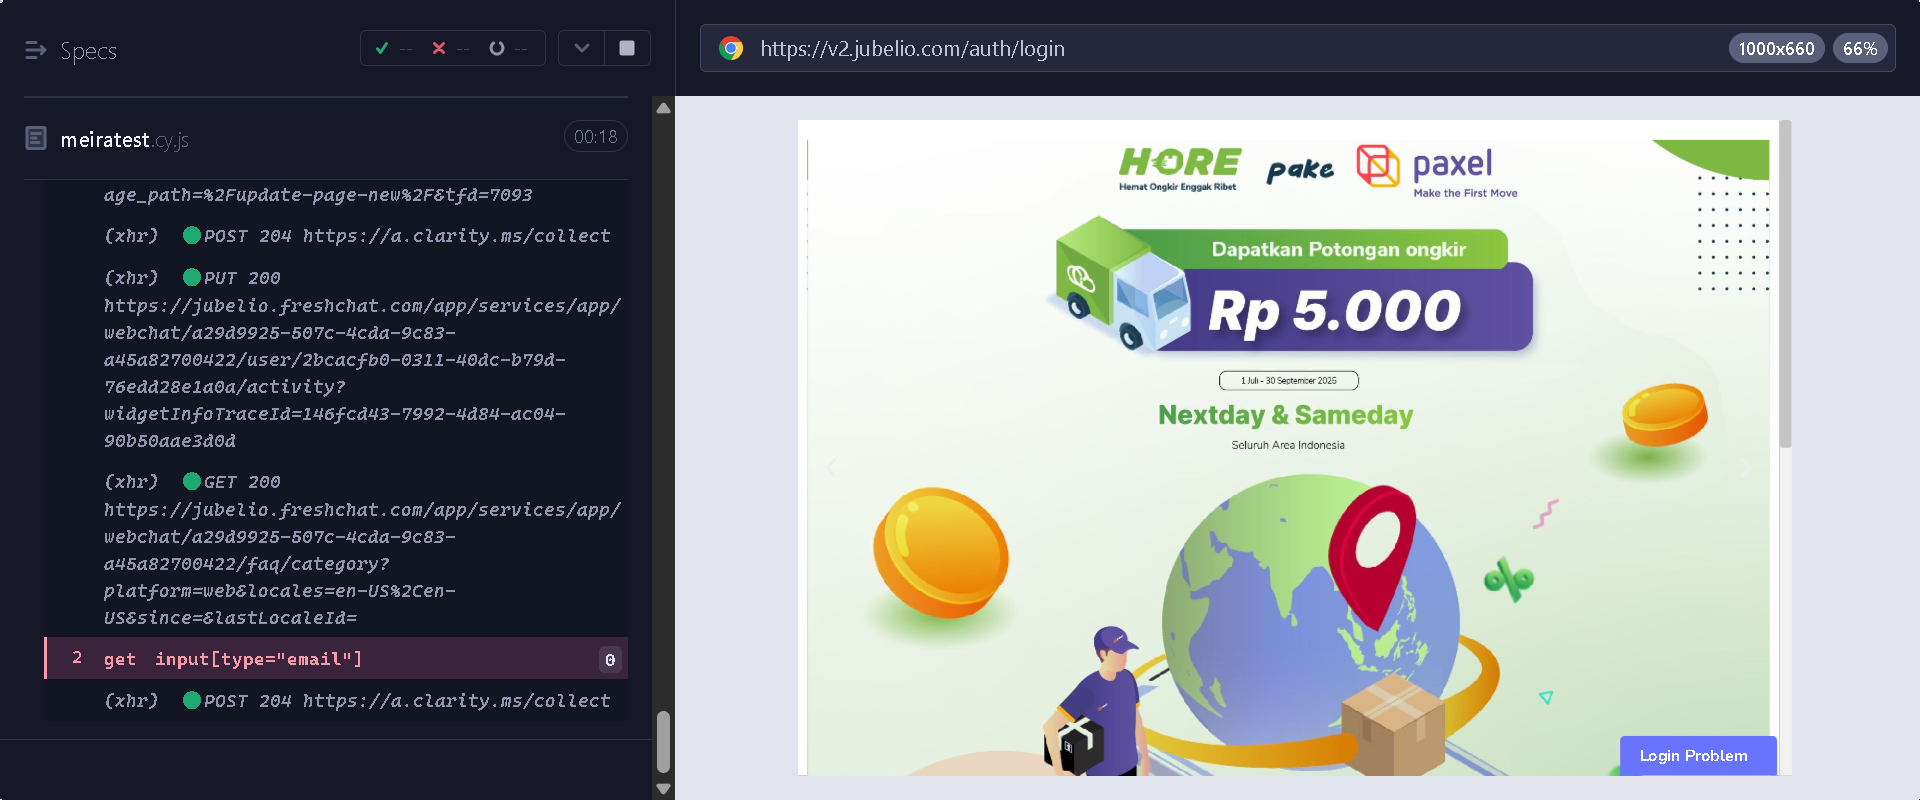 Specs
--
--
--
https://v2.jubelio.com/auth/login
1000x660
66%
meiratest.cy.js
00:18
age_path=%2Fupdate-page-new%2F&tfd=7093
(xhr) POST 204 https://a.clarity.ms/collect
(xhr) PUT 200
https://jubelio.freshchat.com/app/services/app/
webchat/a29d9925-507c-4cda-9c83-
a45a82700422/user/2bcacfb0-0311-40dc-b79d-
76edd28e1a0a/activity?
widgetInfoTraceId=146fcd43-7992-4d84-ac04-
90b50aae3d0d
(xhr) GET 200
https://jubelio.freshchat.com/app/services/app/
webchat/a29d9925-507c-4cda-9c83-
a45a82700422/faq/category?
platform=web&locales=en-US%2Cen-
US&since=&lastLocaleId=
2 get input[type="email"] 0
(xhr) POST 204 https://a.clarity.ms/collect
HORE
Hemat Ongkir Enggak Ribet
pake
paxel
Make the First Move
Dapatkan Potongan ongkir
Rp 5.000
1 Juli - 30 September 2025
Nextday & Sameday
Seluruh Area Indonesia
Login Problem